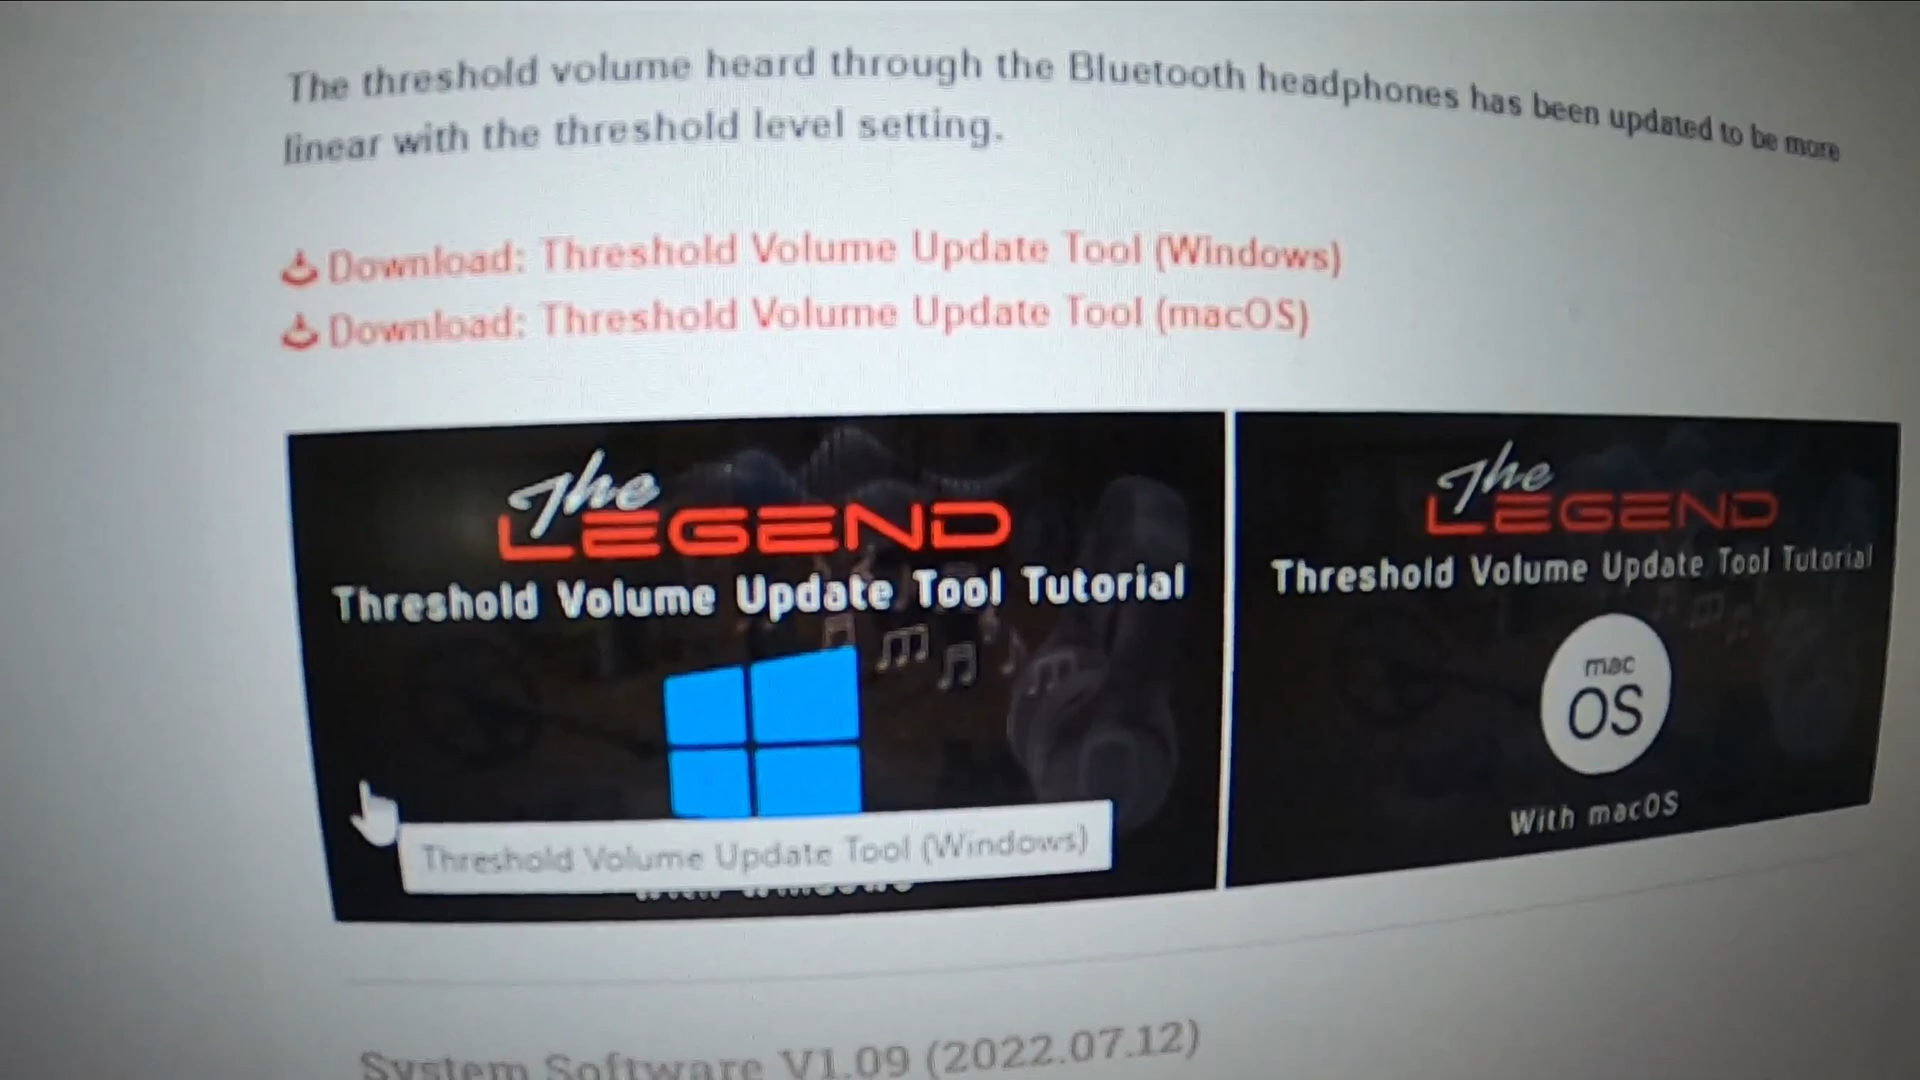 The threshold volume heard through the Bluetooth headphones has been updated to be more
linear with the threshold level setting.
Download: Threshold Volume Update Tool (Windows)
Download: Threshold Volume Update Tool (macOS)
The
LEGEND
Threshold Volume Update Tool Tutorial
Threshold Volume Update Tool (Windows)
The
LEGEND
Threshold Volume Update Tool Tutorial
mac
OS
With macOS
System Software V1.09 (2022.07.12)